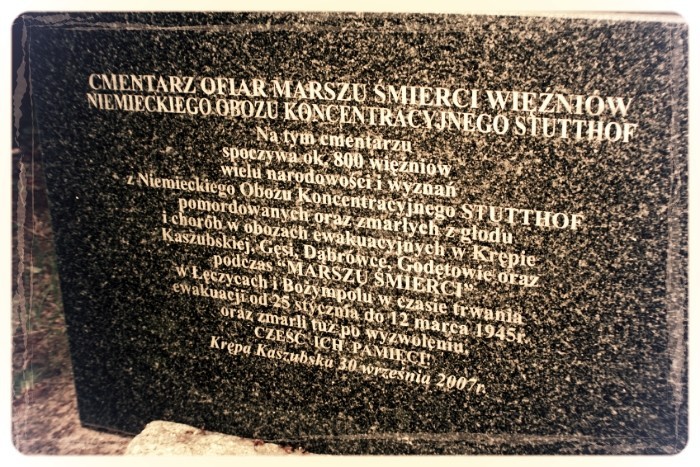 CMENTARZ OFIAR MARSZU ŚMIERCI WIĘŹNIÓW
NIEMIECKIEGO OBOZU KONCENTRACYJNEGO STUTTHOF
Na tym cmentarzu
spoczywa ok. 800 więźniów
wielu narodowości i wyznań
z Niemieckiego Obozu Koncentracyjnego STUTTHOF
pomordowanych oraz zmarłych z głodu
i chorób w obozach ewakuacyjuych w Krępie
Kaszubskiej, Gęsi, Dąbrówce, Godętowie oraz
podczas "MARSZU ŚMIERCI"
w Łęczycach i Bożympolu w czasie trwania
ewakuacji od 25 stycznia do 12 marca 1945r.
oraz zmarli tuż po wyzwoleniu.
CZEŚĆ ICH PAMIĘCI!
Krępa Kaszubska 30 września 2007r.